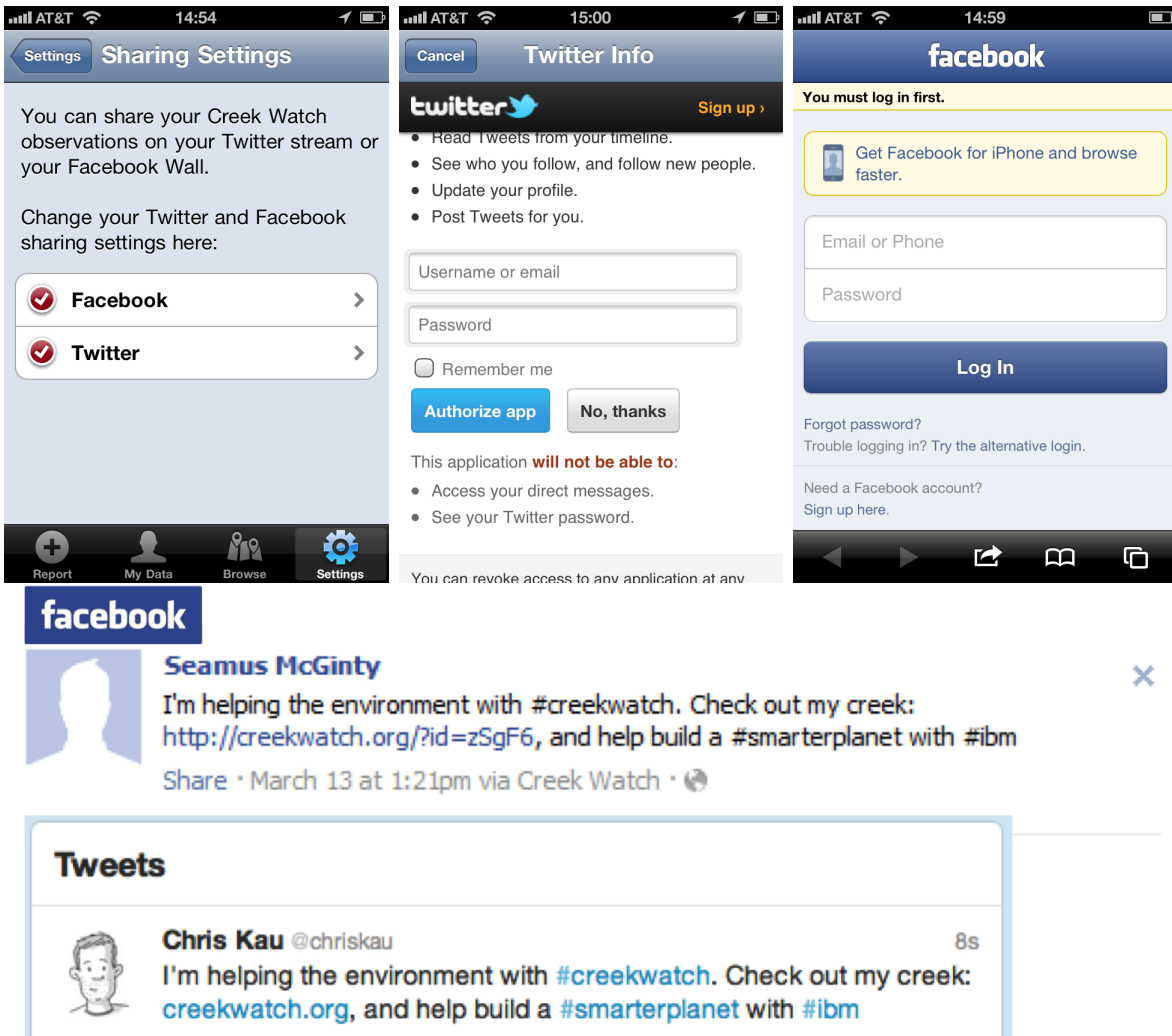 AT&T 14:54
Settings Sharing Settings
You can share your Creek Watch
observations on your Twitter stream or
your Facebook Wall.
Change your Twitter and Facebook
sharing settings here:
Facebook
Twitter
Report My Data Browse Settings
AT&T 15:00
Cancel Twitter Info
twitter Sign up ›
• Read Tweets from your timeline.
• See who you follow, and follow new people.
• Update your profile.
• Post Tweets for you.
Username or email
Password
Remember me
Authorize app No, thanks
This application will not be able to:
• Access your direct messages.
• See your Twitter password.
You can revoke access to any application at any
AT&T 14:59
facebook
You must log in first.
Get Facebook for iPhone and browse
faster.
Email or Phone
Password
Log In
Forgot password?
Trouble logging in? Try the alternative login.
Need a Facebook account?
Sign up here.
facebook
Seamus McGinty
I'm helping the environment with #creekwatch. Check out my creek:
http://creekwatch.org/?id=zSgF6, and help build a #smarterplanet with #ibm
Share · March 13 at 1:21pm via Creek Watch ·
Tweets
Chris Kau @chriskau 8s
I'm helping the environment with #creekwatch. Check out my creek:
creekwatch.org, and help build a #smarterplanet with #ibm